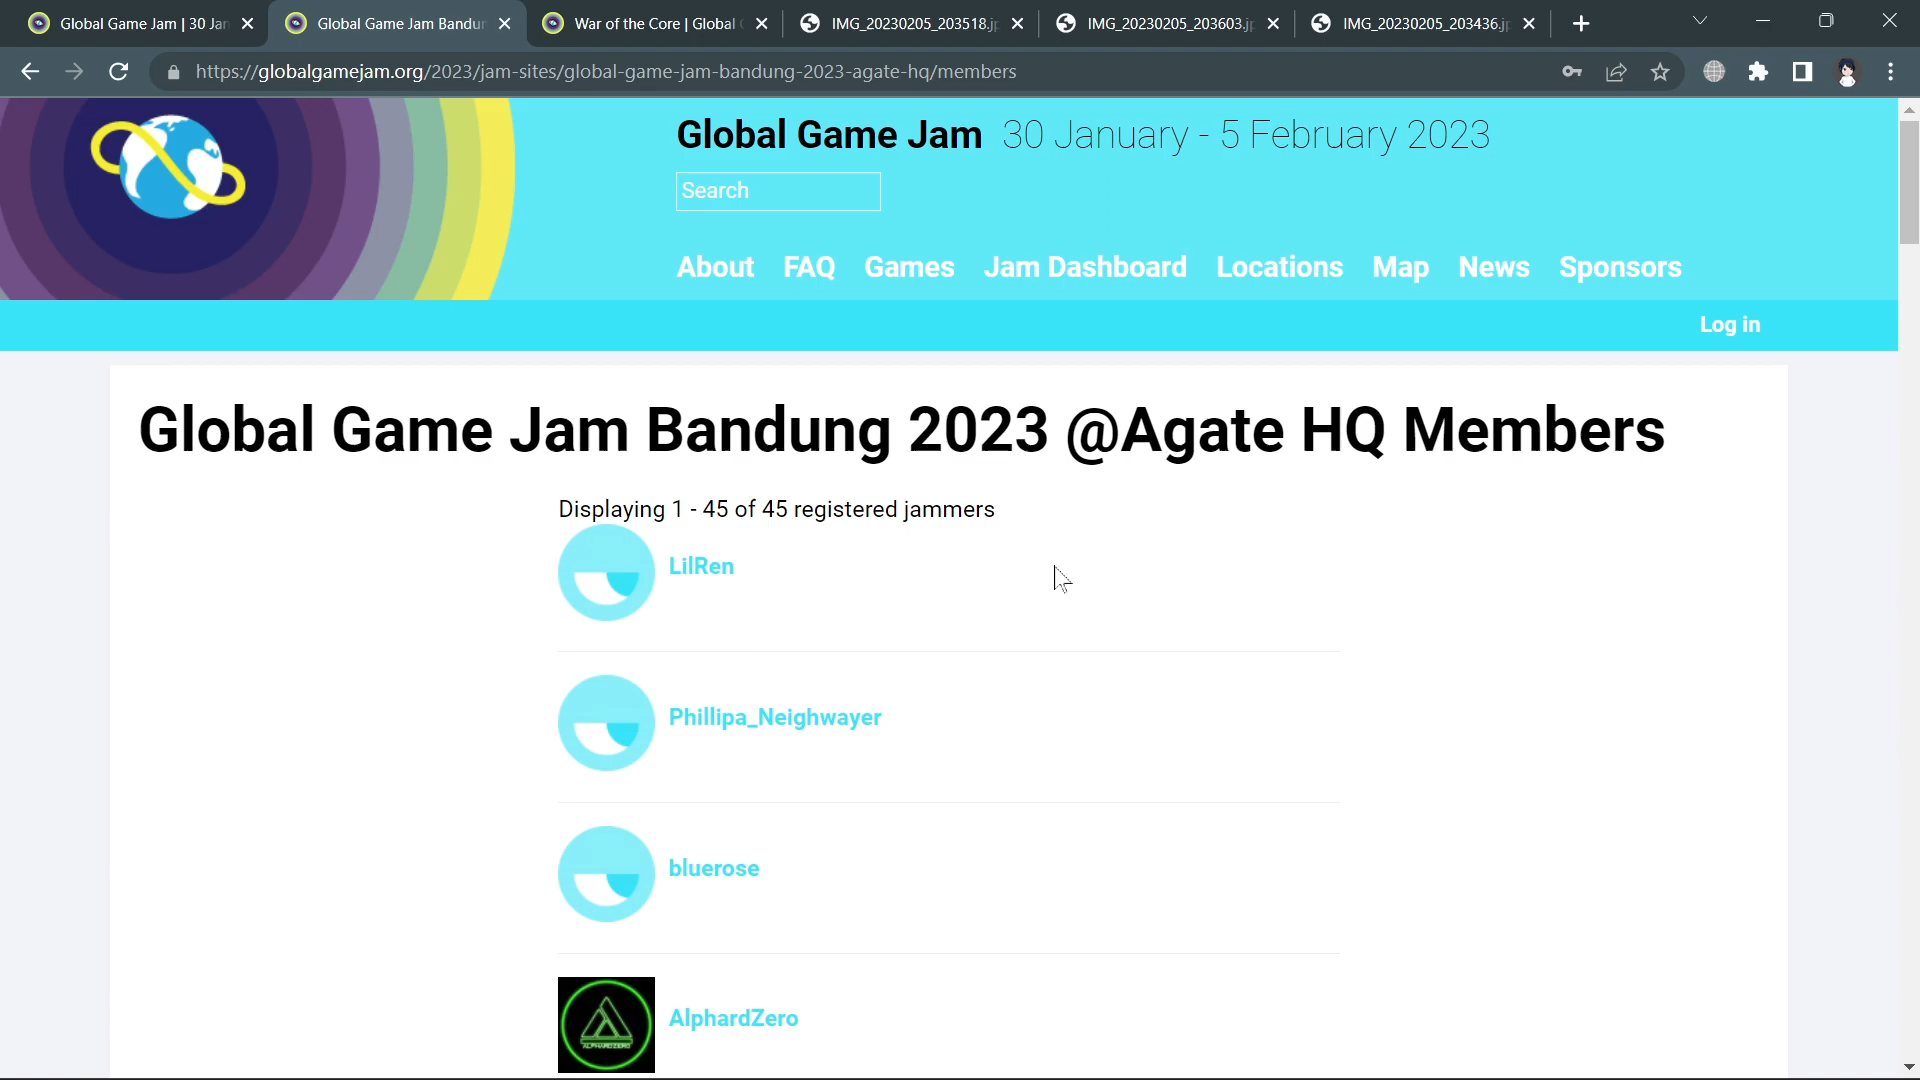 Global Game Jam | 30 Jan
Global Game Jam Bandun
War of the Core | Global G
IMG_20230205_203518.jp
IMG_20230205_203603.jp
IMG_20230205_203436.jp
https://globalgamejam.org/2023/jam-sites/global-game-jam-bandung-2023-agate-hq/members
Global Game Jam 30 January - 5 February 2023
Search
About FAQ Games Jam Dashboard Locations Map News Sponsors
Log in
Global Game Jam Bandung 2023 @Agate HQ Members
Displaying 1 - 45 of 45 registered jammers
LilRen
Phillipa_Neighwayer
bluerose
AlphardZero
ALPHARDZERO